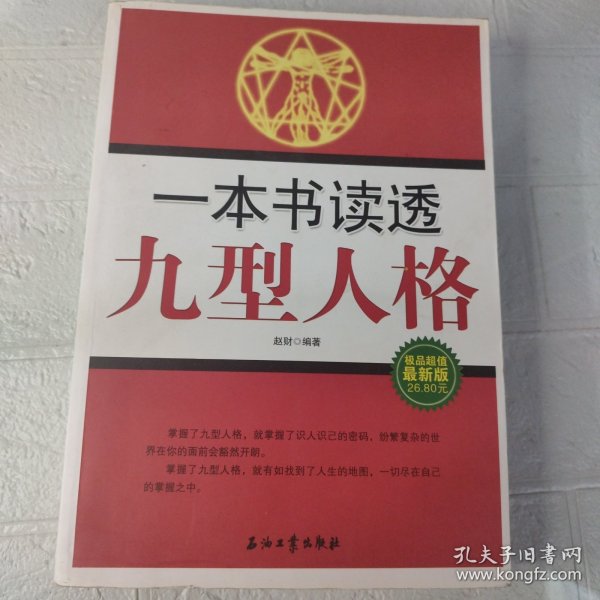 一本书读透
九型人格
赵财◎编著
极品超值
最新版
26.80元
掌握了九型人格，就掌握了识人识己的密码，纷繁复杂的世
界在你的面前会豁然开朗。
掌握了九型人格，就有如找到了人生的地图，一切尽在自己
的掌握之中。
石油工业出版社
孔夫子旧书网
www.kongfz.com